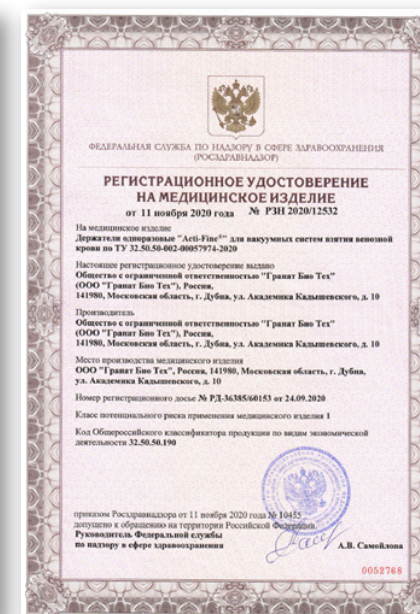 ФЕДЕРАЛЬНАЯ СЛУЖБА ПО НАДЗОРУ В СФЕРЕ ЗДРАВООХРАНЕНИЯ
(РОСЗДРАВНАДЗОР)
РЕГИСТРАЦИОННОЕ УДОСТОВЕРЕНИЕ
НА МЕДИЦИНСКОЕ ИЗДЕЛИЕ
от 11 ноября 2020 года № РЗН 2020/12532
На медицинское изделие
Держатели одноразовые "Acti-Fine®" для вакуумных систем взятия венозной
крови по ТУ 32.50.50-002-00057974-2020
Настоящее регистрационное удостоверение выдано
Общество с ограниченной ответственностью "Гранат Био Тех"
(ООО "Гранат Био Тех"), Россия,
141980, Московская область, г. Дубна, ул. Академика Кадышевского, д. 10
Производитель
Общество с ограниченной ответственностью "Гранат Био Тех"
(ООО "Гранат Био Тех"), Россия,
141980, Московская область, г. Дубна, ул. Академика Кадышевского, д. 10
Место производства медицинского изделия
ООО "Гранат Био Тех", Россия, 141980, Московская область, г. Дубна,
ул. Академика Кадышевского, д. 10
Номер регистрационного досье № РД-36385/60153 от 24.09.2020
Класс потенциального риска применения медицинского изделия 1
Код Общероссийского классификатора продукции по видам экономической
деятельности 32.50.50.190
приказом Росздравнадзора от 11 ноября 2020 года № 10455
допущено к обращению на территории Российской Федерации.
Руководитель Федеральной службы
по надзору в сфере здравоохранения А.В. Самойлова
0052768